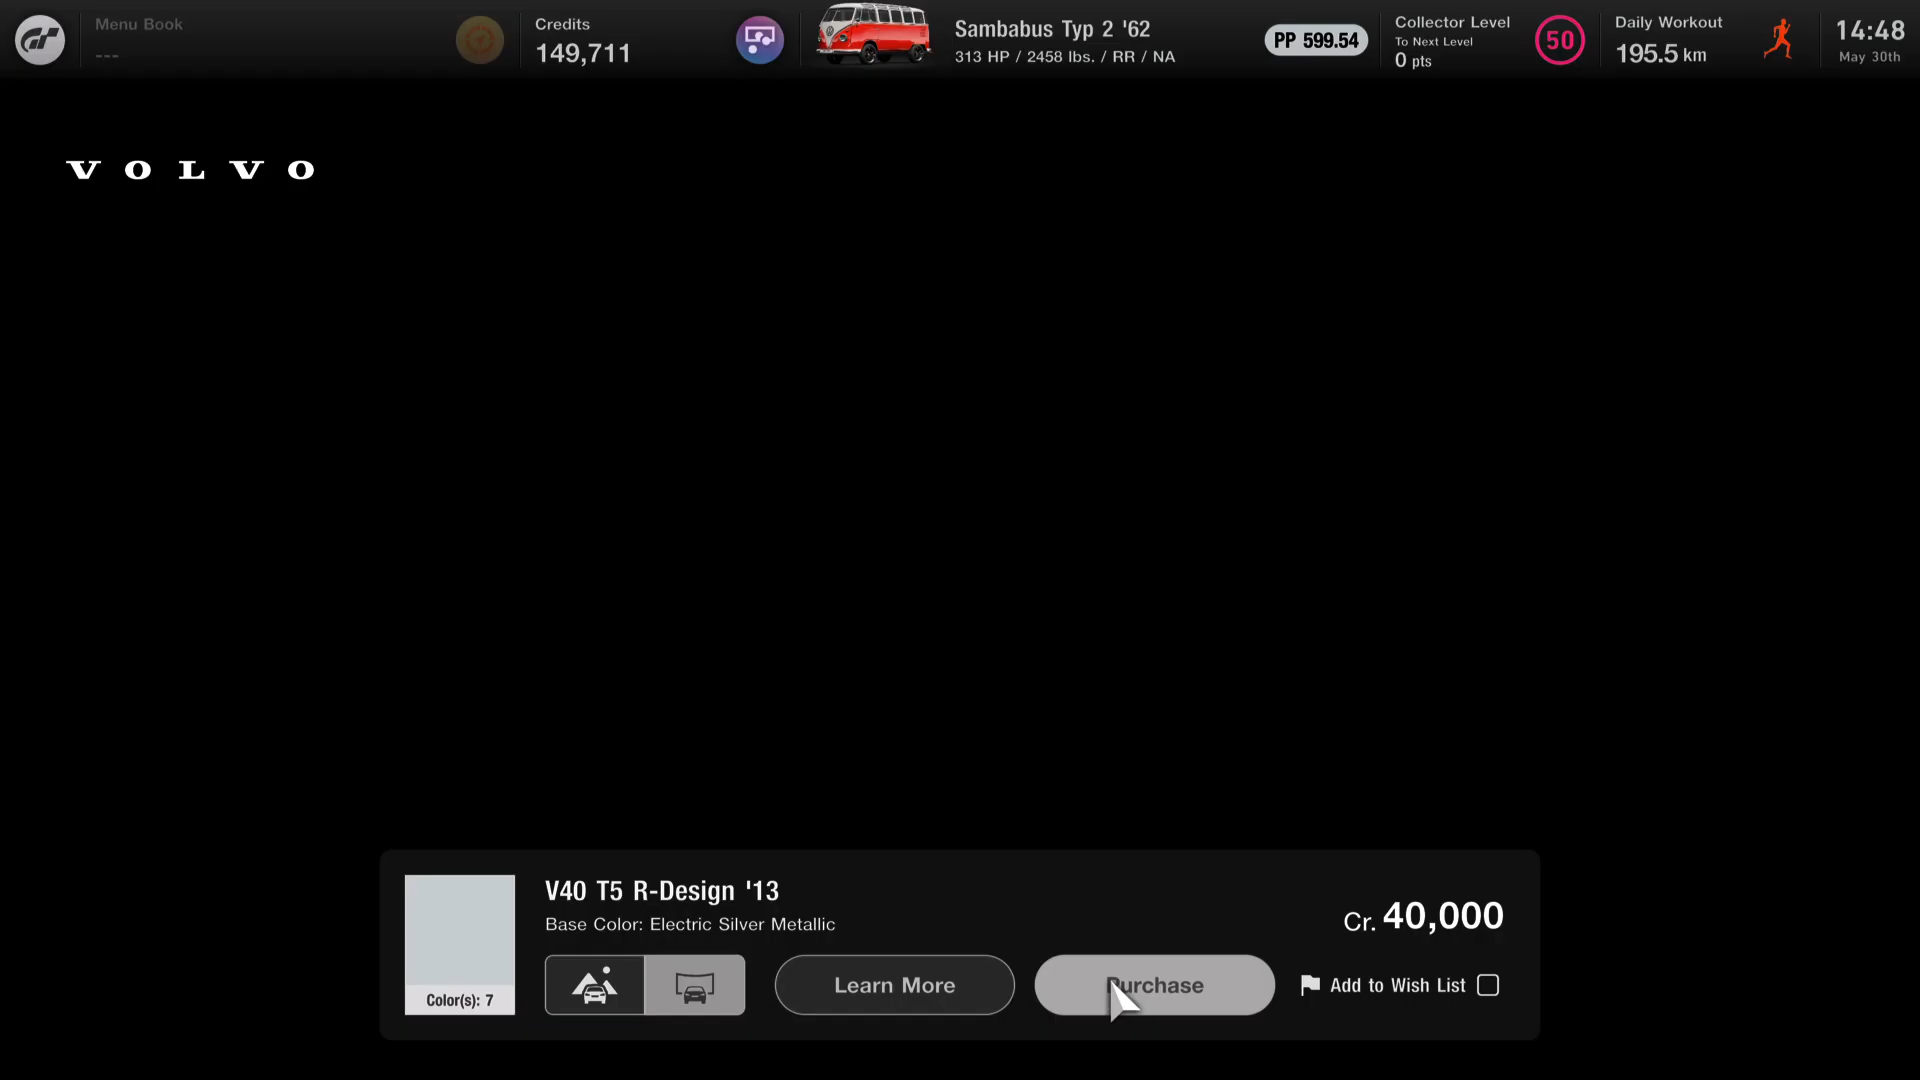 Menu Book
---
Credits
149,711
Sambabus Typ 2 '62
313 HP / 2458 lbs. / RR / NA
PP 599.54
Collector Level
To Next Level
0 pts
50
Daily Workout
195.5 km
14:48
May 30th
VOLVO
V40 T5 R-Design '13
Base Color: Electric Silver Metallic
Cr. 40,000
Color(s): 7
Learn More
Purchase
Add to Wish List